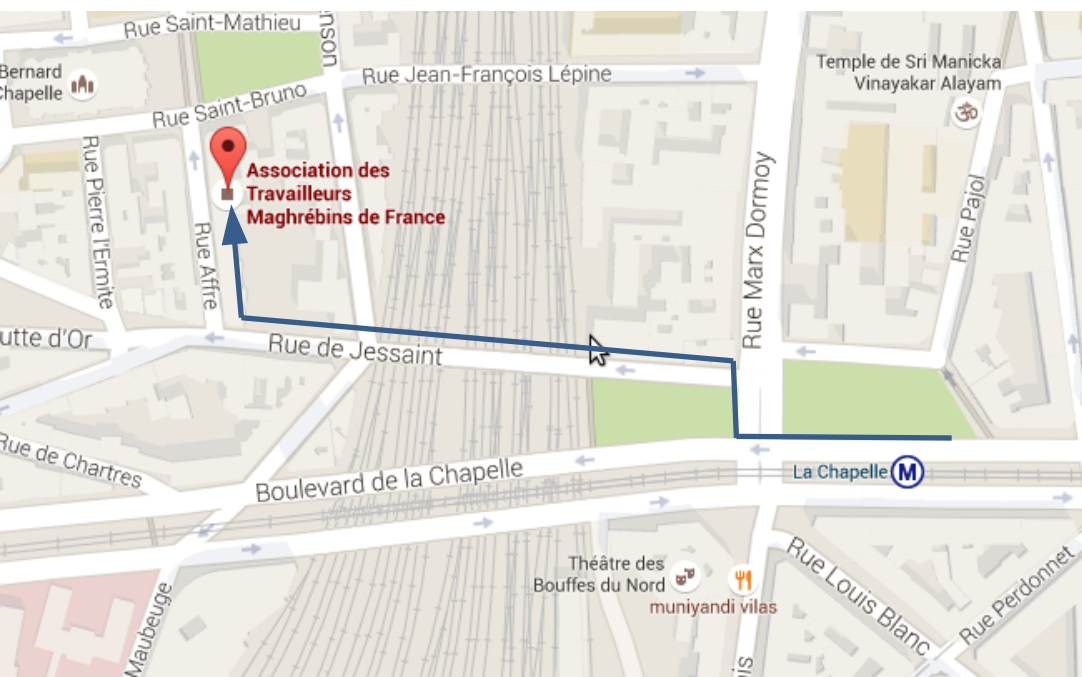 Rue Saint-Mathieu
nson
Bernard
Chapelle
Rue Jean-François Lépine
Temple de Sri Manicka
Vinayakar Alayam
Rue Saint-Bruno
Rue Pierre l'Ermite
Association des
Travailleurs
Maghrébins de France
Rue Affre
Rue Marx Dormoy
Rue Pajol
utte d'Or
Rue de Jessaint
Rue de Chartres
Boulevard de la Chapelle
La Chapelle M
Théâtre des
Bouffes du Nord
muniyandi vilas
Rue Louis Blanc
Rue Perdonnet
Maubeuge
is